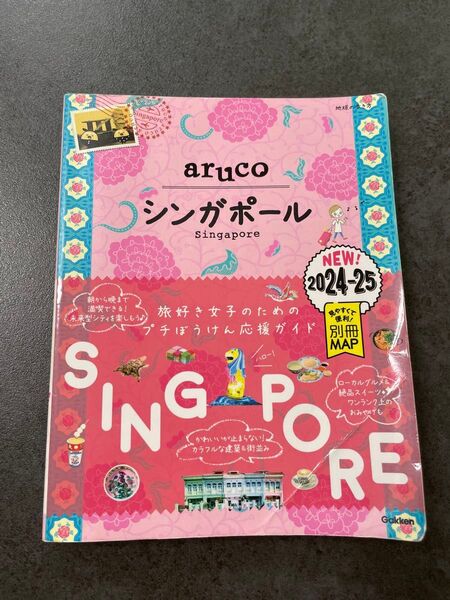 Singapore
地球の歩き方
aruco
シンガポール
Singapore
NEW!
2024-25
見やすくて
便利!
別冊
MAP
朝から晩まで
満喫できる!
未来型シティを楽しもう♪
旅好き女子のための
プチぼうけん応援ガイド
ハロー!
SINGAPORE
ローカルグルメ&
絶品スイーツ
ワンランク上の
おみやげも
かわいいが止まらない!
カラフルな建築&街並み
Gakken